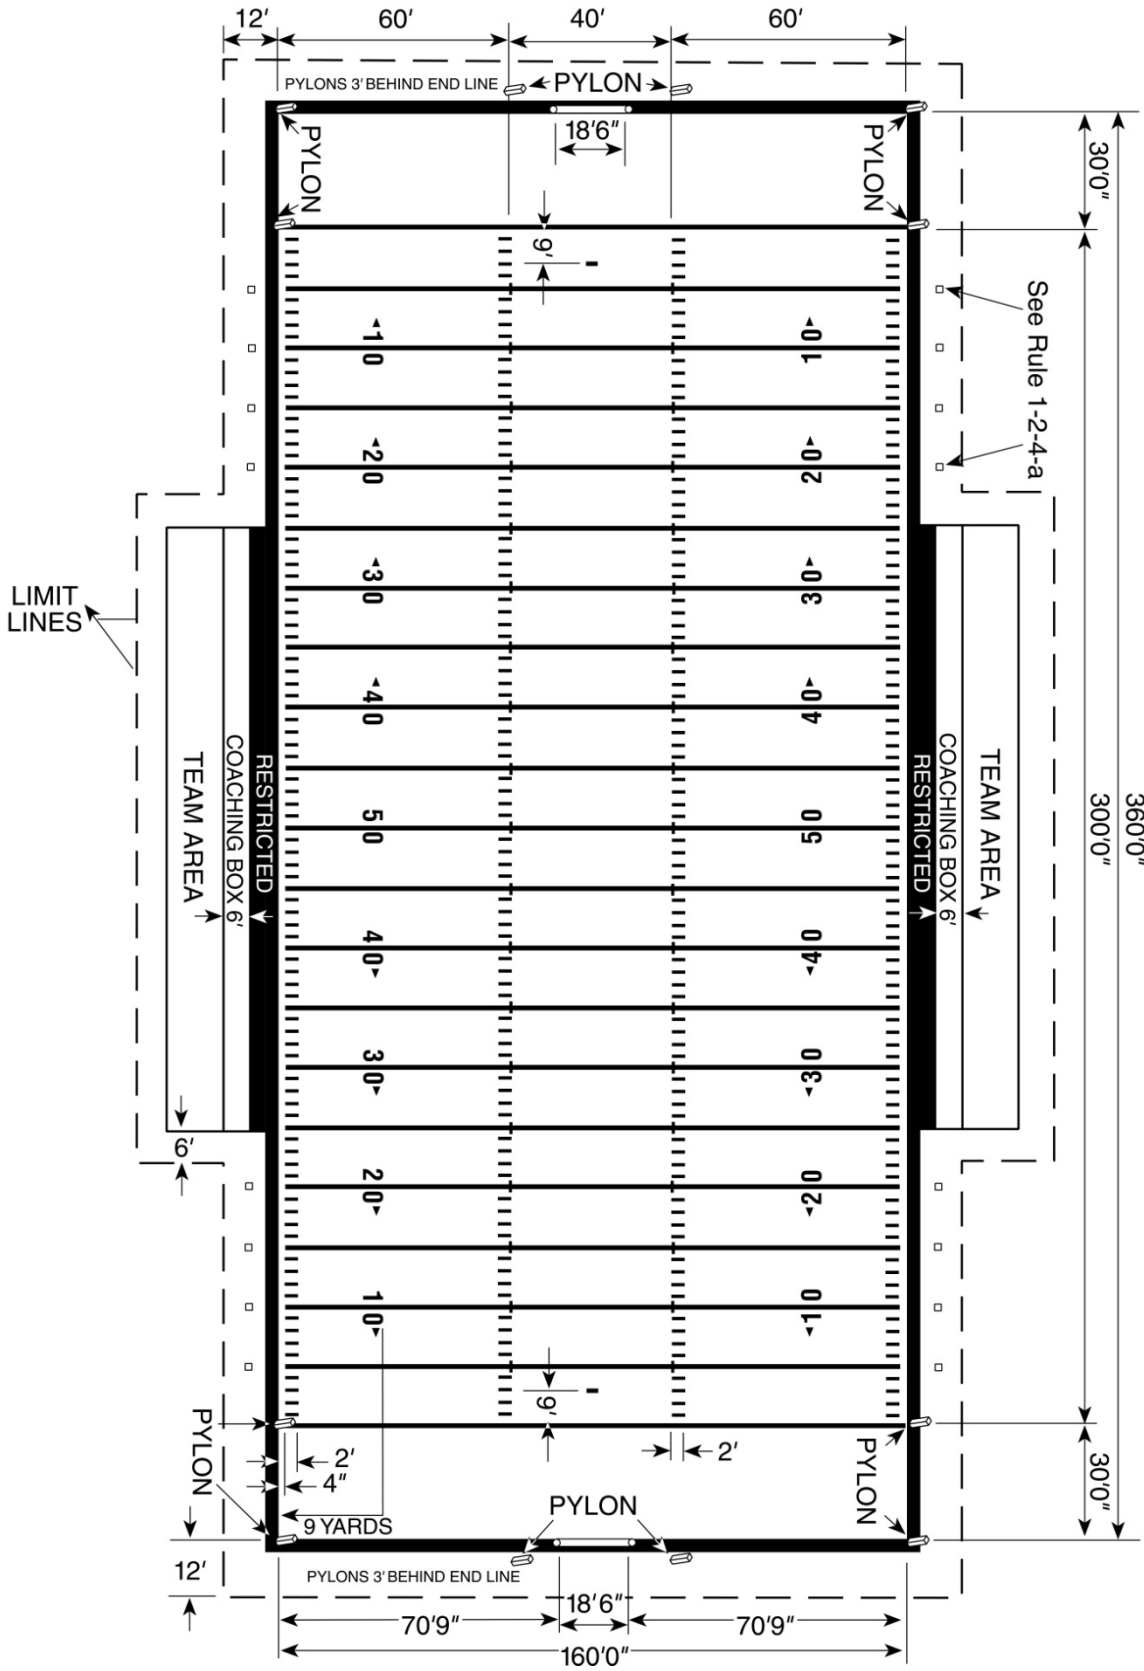 12′ 60′ 40′ 60′
PYLONS 3′ BEHIND END LINE
PYLON
18′6″
PYLON
PYLON
30′0″
9′
See Rule 1-2-4-a
10
10
20
20
30
30
LIMIT
LINES
40
40
TEAM AREA
COACHING BOX 6′
RESTRICTED
50
50
RESTRICTED
COACHING BOX 6′
TEAM AREA
300′0″
360′0″
40
40
30
30
6′
20
20
10
10
9′
PYLON
2′
4″
9 YARDS
2′
PYLON
PYLON
30′0″
12′
PYLONS 3′ BEHIND END LINE
18′6″
70′9″
70′9″
160′0″